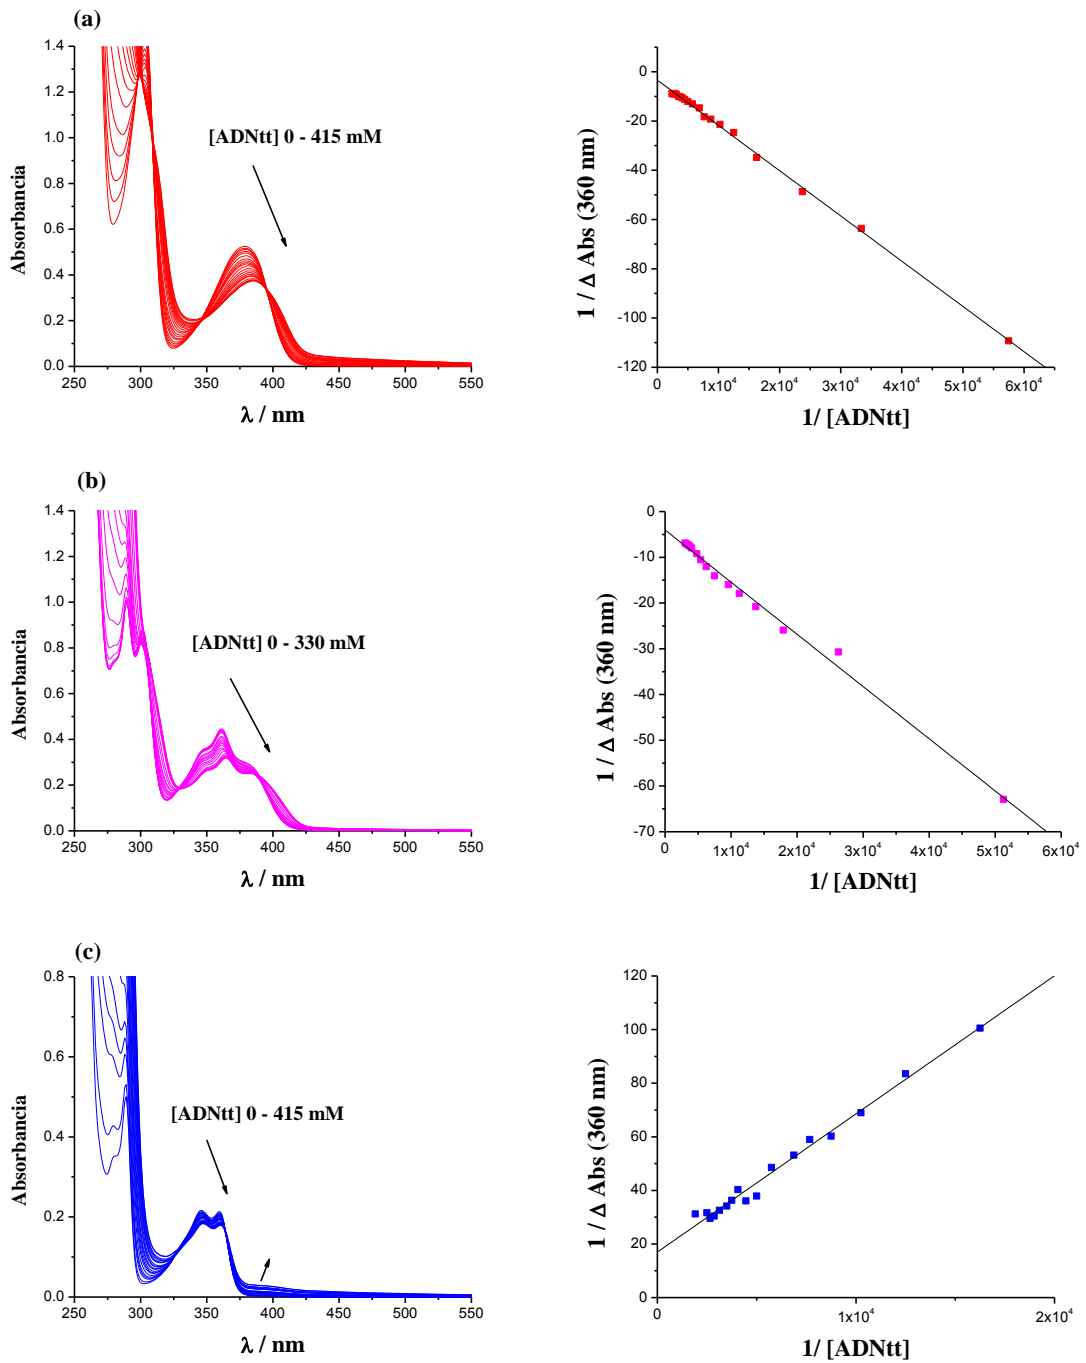 (a)
1.4
1.2
1.0
0.8
0.6
0.4
0.2
0.0
Absorbancia
[ADNtt] 0 - 415 mM
250 300 350 400 450 500 550
λ / nm
0
-20
-40
-60
-80
-100
-120
1 / Δ Abs (360 nm)
0 1x10⁴ 2x10⁴ 3x10⁴ 4x10⁴ 5x10⁴ 6x10⁴
1/ [ADNtt]
(b)
1.4
1.2
1.0
0.8
0.6
0.4
0.2
0.0
Absorbancia
[ADNtt] 0 - 330 mM
250 300 350 400 450 500 550
λ / nm
0
-10
-20
-30
-40
-50
-60
-70
1 / Δ Abs (360 nm)
0 1x10⁴ 2x10⁴ 3x10⁴ 4x10⁴ 5x10⁴ 6x10⁴
1/ [ADNtt]
(c)
0.8
0.6
0.4
0.2
0.0
Absorbancia
[ADNtt] 0 - 415 mM
250 300 350 400 450 500 550
λ / nm
120
100
80
60
40
20
0
1 / Δ Abs (360 nm)
0 1x10⁴ 2x10⁴
1/ [ADNtt]